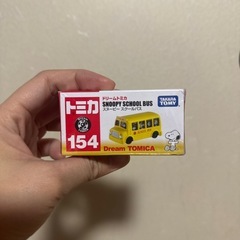 トミカ
154
ドリームトミカ
SNOOPY SCHOOL BUS
スヌーピー スクールバス
TAKARA TOMY
Dream TOMICA